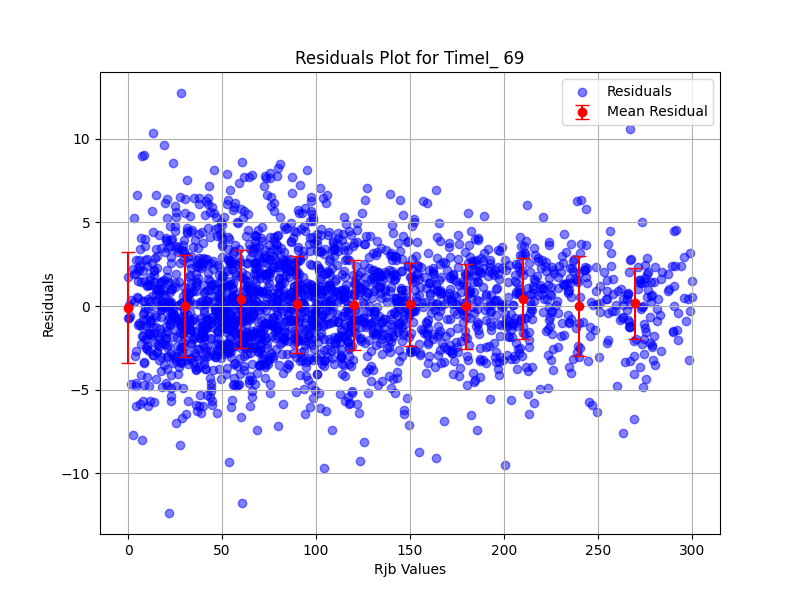 Residuals Plot for TimeI_ 69
Residuals
Mean Residual
10
5
0
−5
−10
Residuals
0
50
100
150
200
250
300
Rjb Values